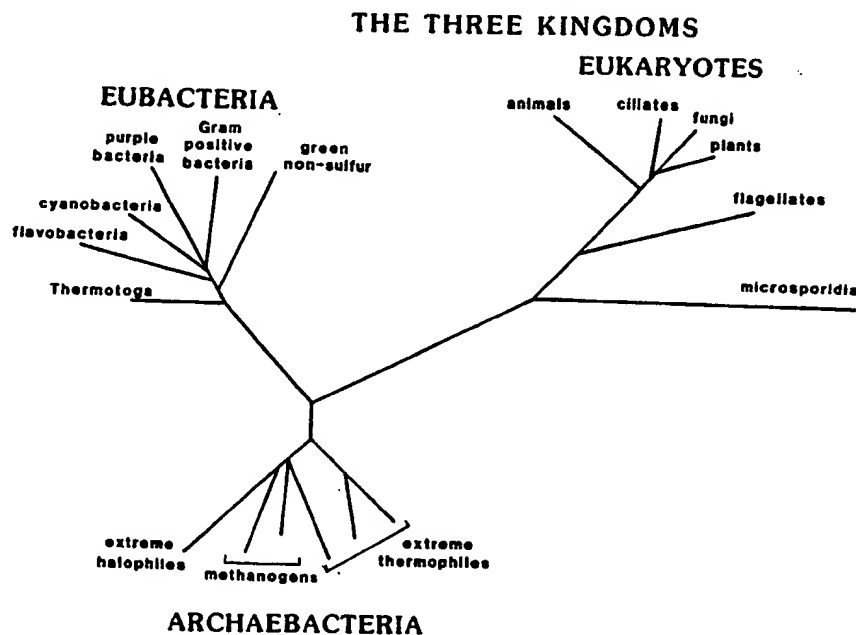 THE THREE KINGDOMS
EUBACTERIA
purple
bacteria
Gram
positive
bacteria
green
non-sulfur
cyanobacteria
flavobacteria
Thermotoga
EUKARYOTES
animals
ciliates
fungi
plants
flagellates
microsporidia
extreme
halophiles
methanogens
extreme
thermophiles
ARCHAEBACTERIA